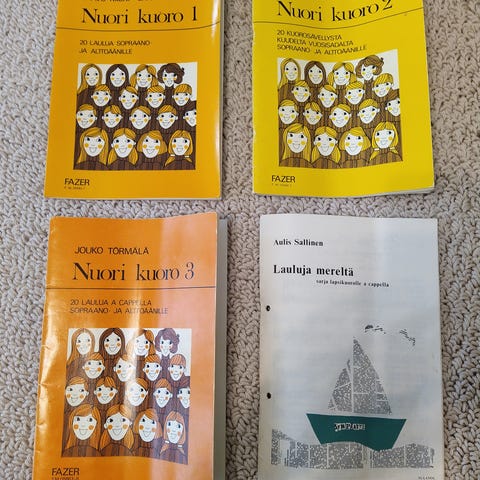 Nuori kuoro 1
20 LAULUA SOPRAANO-
JA ALTTOÄÄNILLE
FAZER
Nuori kuoro 2
20 KUOROSÄVELLYSTÄ
KUUDELTA VUOSISADALTA
SOPRAANO- JA ALTTOÄÄNILLE
FAZER
JOUKO TÖRMÄLÄ
Nuori kuoro 3
20 LAULUA A CAPPELLA
SOPRAANO- JA ALTTOÄÄNILLE
FAZER
Aulis Sallinen
Lauluja mereltä
sarja lapsikuorolle a cappella